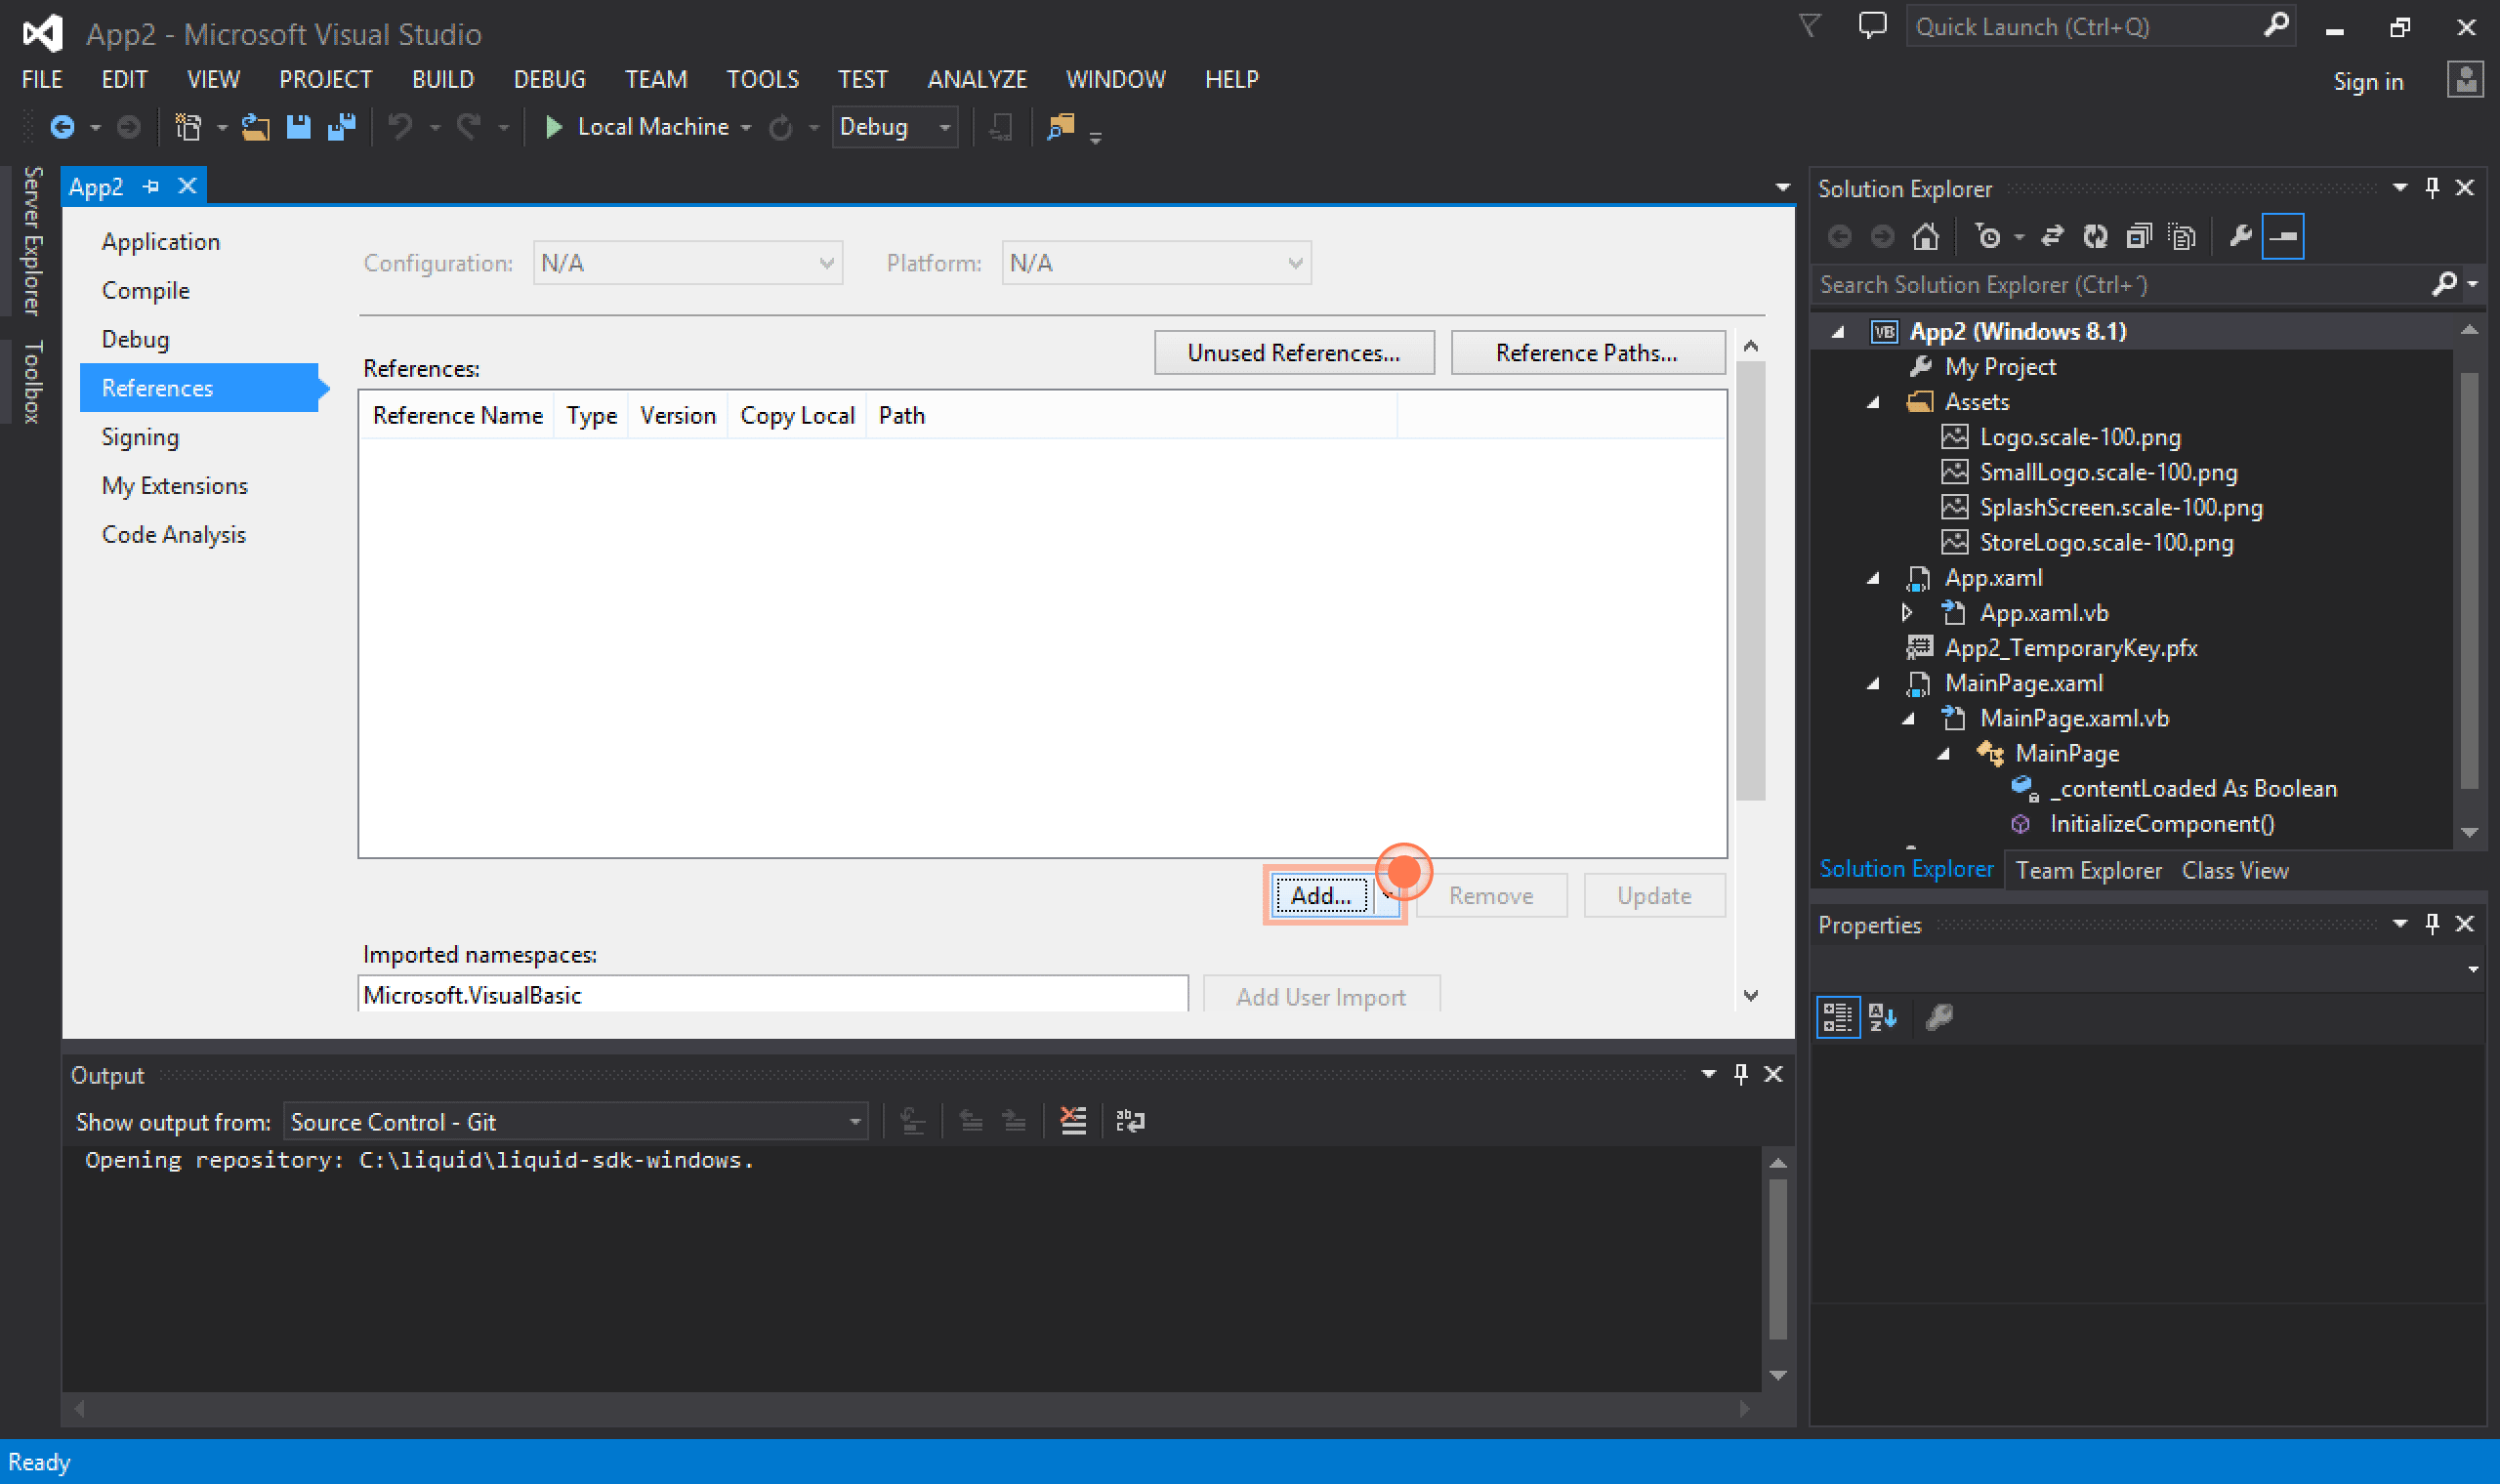 App2 - Microsoft Visual Studio
Quick Launch (Ctrl+Q)
FILE EDIT VIEW PROJECT BUILD DEBUG TEAM TOOLS TEST ANALYZE WINDOW HELP
Sign in
Local Machine
Debug
Server Explorer
Toolbox
App2
Application
Compile
Debug
References
Signing
My Extensions
Code Analysis
Configuration: N/A Platform: N/A
Unused References... Reference Paths...
References:
Reference Name Type Version Copy Local Path
Add... Remove Update
Imported namespaces:
Microsoft.VisualBasic Add User Import
Output
Show output from: Source Control - Git
Opening repository: C:\liquid\liquid-sdk-windows.
Solution Explorer
Search Solution Explorer (Ctrl+´)
VB App2 (Windows 8.1)
My Project
Assets
Logo.scale-100.png
SmallLogo.scale-100.png
SplashScreen.scale-100.png
StoreLogo.scale-100.png
App.xaml
App.xaml.vb
App2_TemporaryKey.pfx
MainPage.xaml
MainPage.xaml.vb
MainPage
_contentLoaded As Boolean
InitializeComponent()
Solution Explorer Team Explorer Class View
Properties
Ready